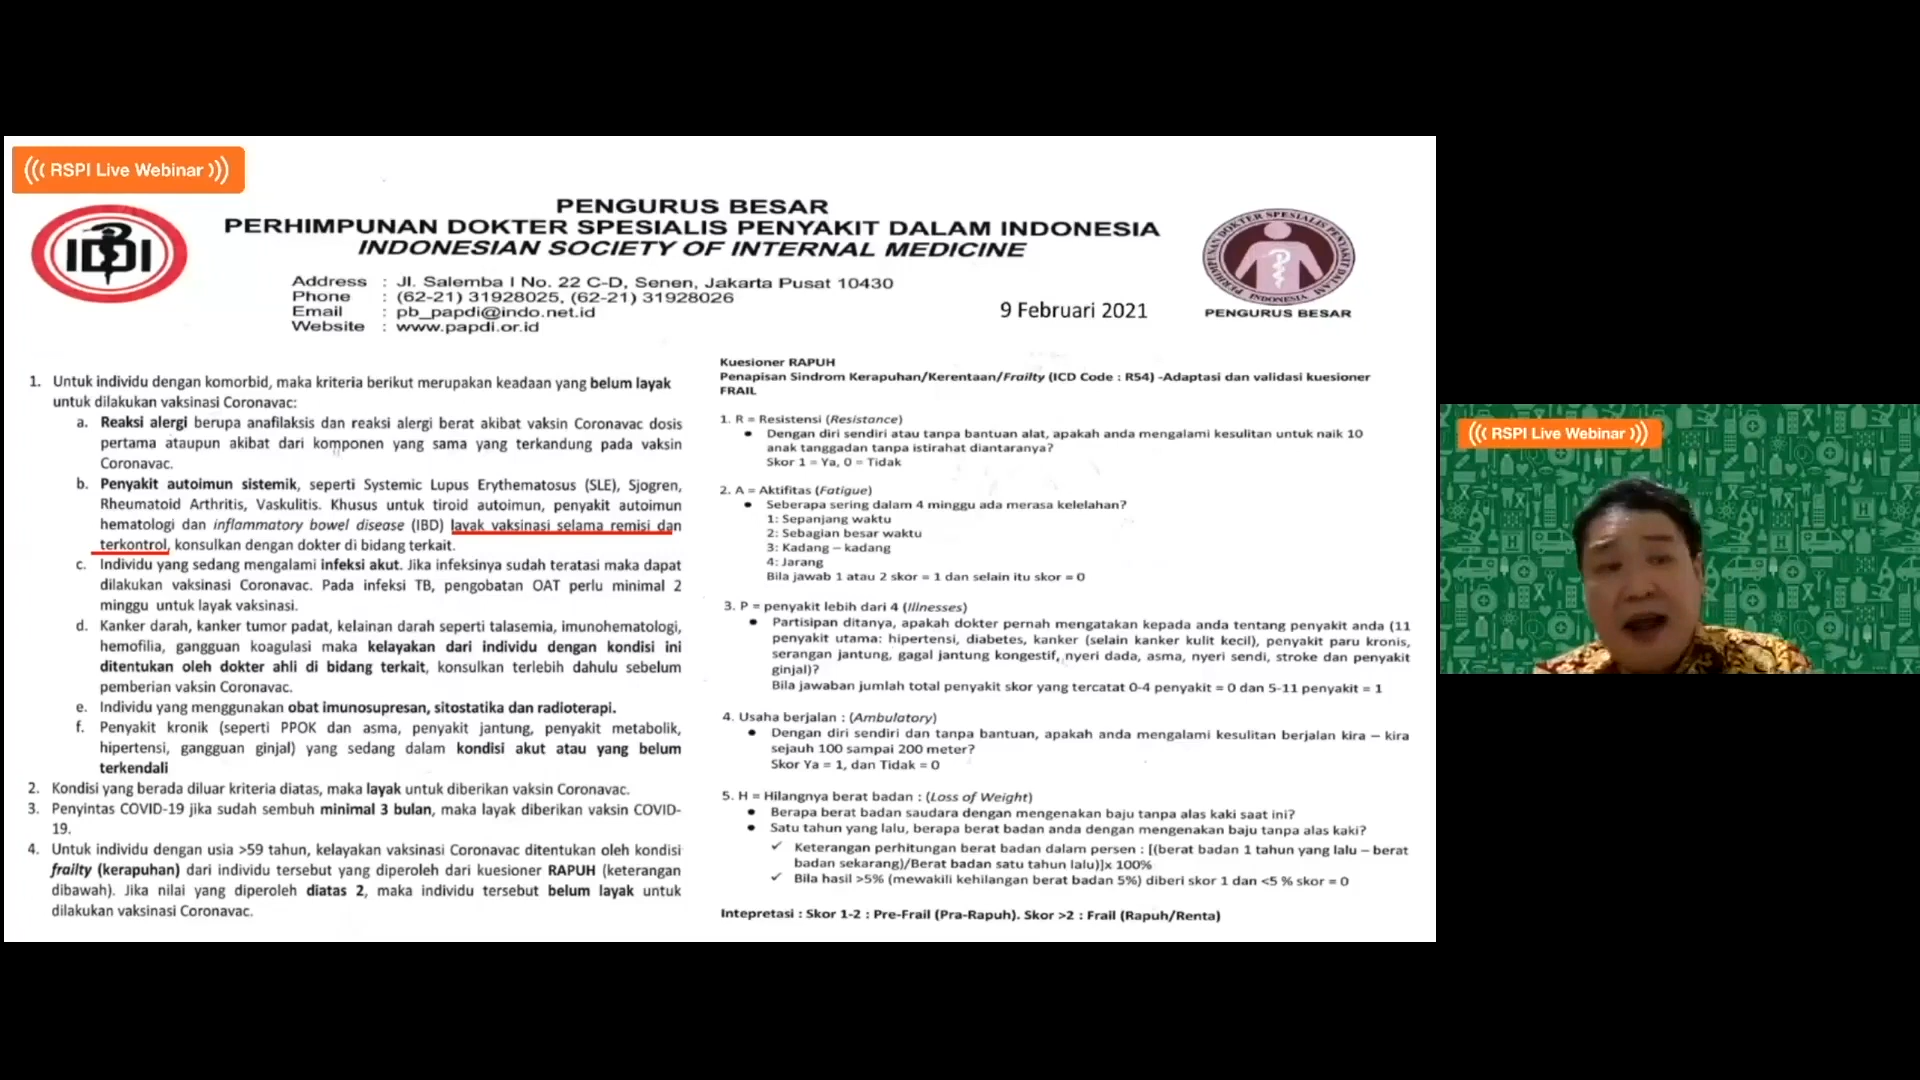 ((( RSPI Live Webinar )))
IDI
PENGURUS BESAR
PERHIMPUNAN DOKTER SPESIALIS PENYAKIT DALAM INDONESIA
INDONESIAN SOCIETY OF INTERNAL MEDICINE
Address : Jl. Salemba I No. 22 C-D, Senen, Jakarta Pusat 10430
Phone : (62-21) 31928025, (62-21) 31928026
Email : pb_papdi@indo.net.id
Website : www.papdi.or.id
9 Februari 2021
PERHIMPUNAN DOKTER SPESIALIS PENYAKIT DALAM
INDONESIA
PENGURUS BESAR
1. Untuk individu dengan komorbid, maka kriteria berikut merupakan keadaan yang belum layak
untuk dilakukan vaksinasi Coronavac:
a. Reaksi alergi berupa anafilaksis dan reaksi alergi berat akibat vaksin Coronavac dosis
pertama ataupun akibat dari komponen yang sama yang terkandung pada vaksin
Coronavac.
b. Penyakit autoimun sistemik, seperti Systemic Lupus Erythematosus (SLE), Sjogren,
Rheumatoid Arthritis, Vaskulitis. Khusus untuk tiroid autoimun, penyakit autoimun
hematologi dan inflammatory bowel disease (IBD) layak vaksinasi selama remisi dan
terkontrol, konsulkan dengan dokter di bidang terkait.
c. Individu yang sedang mengalami infeksi akut. Jika infeksinya sudah teratasi maka dapat
dilakukan vaksinasi Coronavac. Pada infeksi TB, pengobatan OAT perlu minimal 2
minggu untuk layak vaksinasi.
d. Kanker darah, kanker tumor padat, kelainan darah seperti talasemia, imunohematologi,
hemofilia, gangguan koagulasi maka kelayakan dari individu dengan kondisi ini
ditentukan oleh dokter ahli di bidang terkait, konsulkan terlebih dahulu sebelum
pemberian vaksin Coronavac.
e. Individu yang menggunakan obat imunosupresan, sitostatika dan radioterapi.
f. Penyakit kronik (seperti PPOK dan asma, penyakit jantung, penyakit metabolik,
hipertensi, gangguan ginjal) yang sedang dalam kondisi akut atau yang belum
terkendali
2. Kondisi yang berada diluar kriteria diatas, maka layak untuk diberikan vaksin Coronavac.
3. Penyintas COVID-19 jika sudah sembuh minimal 3 bulan, maka layak diberikan vaksin COVID-
19.
4. Untuk individu dengan usia >59 tahun, kelayakan vaksinasi Coronavac ditentukan oleh kondisi
frailty (kerapuhan) dari individu tersebut yang diperoleh dari kuesioner RAPUH (keterangan
dibawah). Jika nilai yang diperoleh diatas 2, maka individu tersebut belum layak untuk
dilakukan vaksinasi Coronavac.
Kuesioner RAPUH
Penapisan Sindrom Kerapuhan/Kerentaan/Frailty (ICD Code : R54) -Adaptasi dan validasi kuesioner
FRAIL
1. R = Resistensi (Resistance)
• Dengan diri sendiri atau tanpa bantuan alat, apakah anda mengalami kesulitan untuk naik 10
anak tanggadan tanpa istirahat diantaranya?
Skor 1 = Ya, 0 = Tidak
2. A = Aktifitas (Fatigue)
• Seberapa sering dalam 4 minggu ada merasa kelelahan?
1: Sepanjang waktu
2: Sebagian besar waktu
3: Kadang – kadang
4: Jarang
Bila jawab 1 atau 2 skor = 1 dan selain itu skor = 0
3. P = penyakit lebih dari 4 (Illnesses)
• Partisipan ditanya, apakah dokter pernah mengatakan kepada anda tentang penyakit anda (11
penyakit utama: hipertensi, diabetes, kanker (selain kanker kulit kecil), penyakit paru kronis,
serangan jantung, gagal jantung kongestif, nyeri dada, asma, nyeri sendi, stroke dan penyakit
ginjal)?
Bila jawaban jumlah total penyakit skor yang tercatat 0-4 penyakit = 0 dan 5-11 penyakit = 1
4. Usaha berjalan : (Ambulatory)
• Dengan diri sendiri dan tanpa bantuan, apakah anda mengalami kesulitan berjalan kira – kira
sejauh 100 sampai 200 meter?
Skor Ya = 1, dan Tidak = 0
5. H = Hilangnya berat badan : (Loss of Weight)
• Berapa berat badan saudara dengan mengenakan baju tanpa alas kaki saat ini?
• Satu tahun yang lalu, berapa berat badan anda dengan mengenakan baju tanpa alas kaki?
✓ Keterangan perhitungan berat badan dalam persen : [(berat badan 1 tahun yang lalu – berat
badan sekarang)/Berat badan satu tahun lalu)]x 100%
✓ Bila hasil >5% (mewakili kehilangan berat badan 5%) diberi skor 1 dan <5 % skor = 0
Intepretasi : Skor 1-2 : Pre-Frail (Pra-Rapuh). Skor >2 : Frail (Rapuh/Renta)
((( RSPI Live Webinar )))